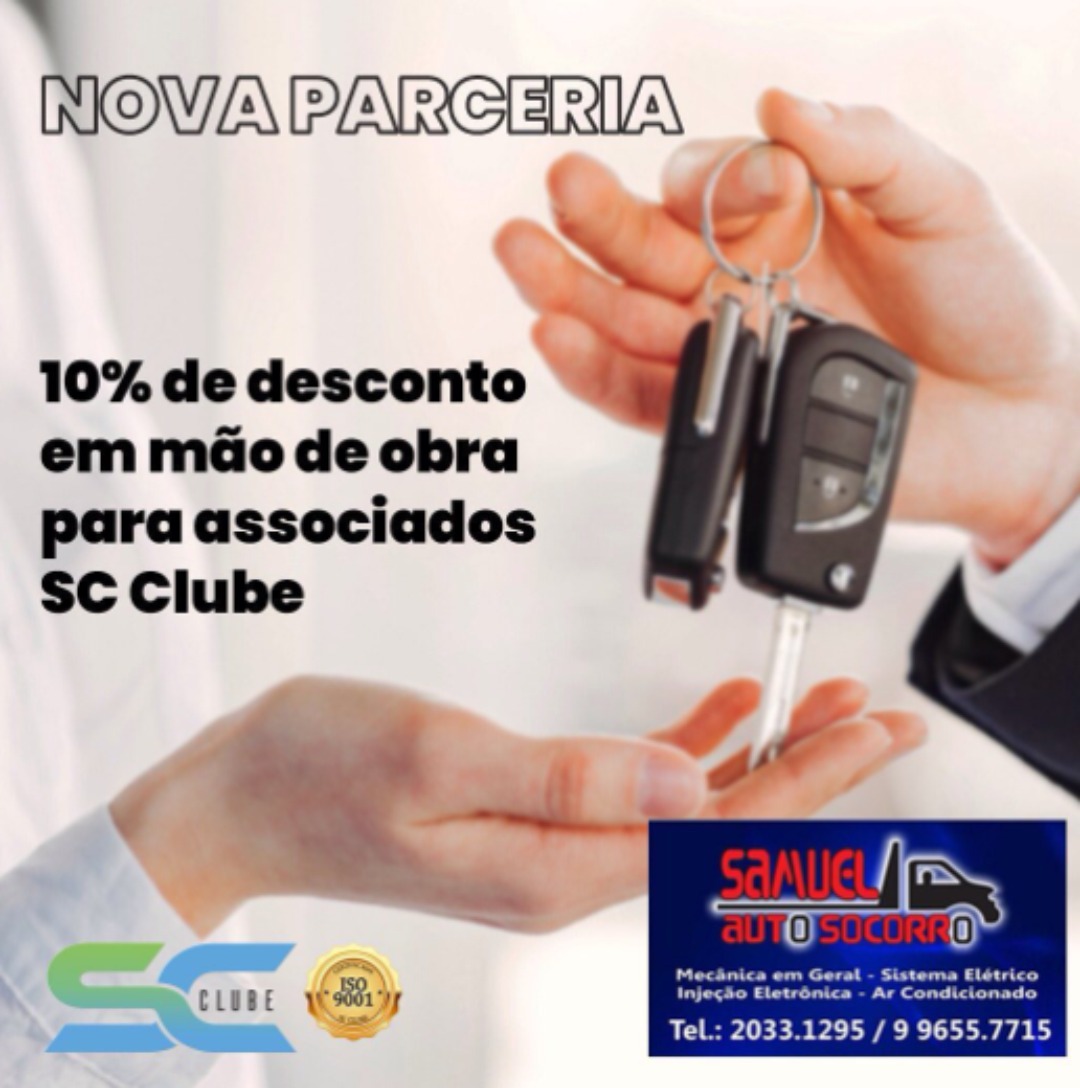 NOVA PARCERIA
10% de desconto
em mão de obra
para associados
SC Clube
SC CLUBE
ISO
9001
SAMUEL
AUTO SOCORRO
Mecânica em Geral - Sistema Elétrico
Injeção Eletrônica - Ar Condicionado
Tel.: 2033.1295 / 9 9655.7715